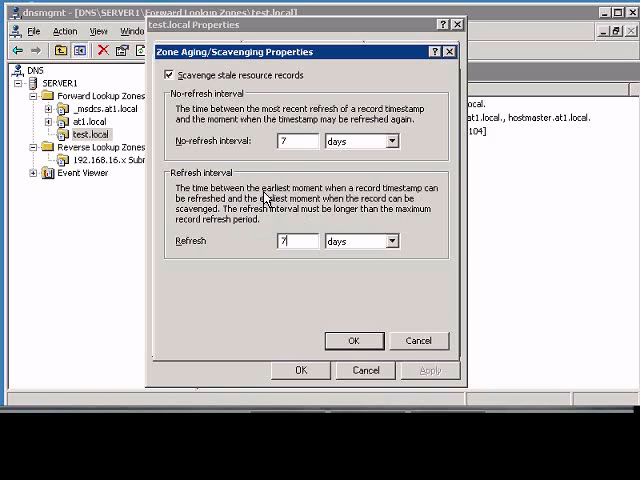 dnsmgmt - [DNS\SERVER1\Forward Lookup Zones\test.local]
test.local Properties
File Action View Window
Zone Aging/Scavenging Properties
DNS
SERVER1
Forward Lookup Zones
_msdcs.at1.local
at1.local
test.local
Reverse Lookup Zones
192.168.16.x Subn
Event Viewer
Scavenge stale resource records
No-refresh interval
The time between the most recent refresh of a record timestamp
and the moment when the timestamp may be refreshed again.
No-refresh interval: 7 days
Refresh interval
The time between the earliest moment when a record timestamp can
be refreshed and the earliest moment when the record can be
scavenged. The refresh interval must be longer than the maximum
record refresh period.
Refresh 7 days
OK Cancel
OK Cancel Apply
cal.
at1.local., hostmaster.at1.local.
104]